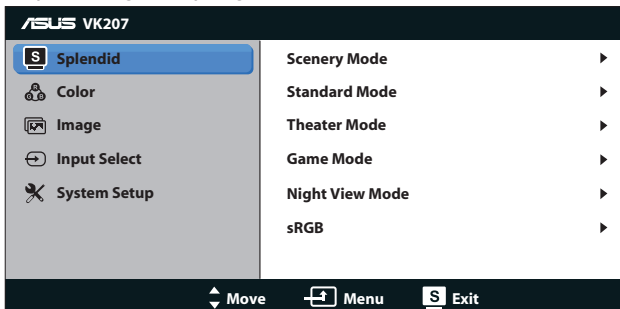 ASUS VK207
S Splendid
Color
Image
Input Select
System Setup
Scenery Mode
Standard Mode
Theater Mode
Game Mode
Night View Mode
sRGB
Move Menu S Exit